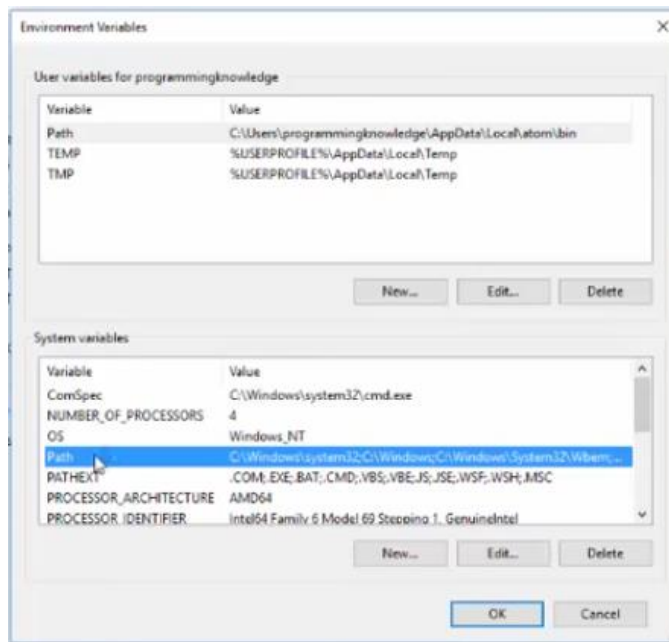 Environment Variables
User variables for programmingknowledge
Variable Value
Path C:\Users\programmingknowledge\AppData\Local\atom\bin
TEMP %USERPROFILE%\AppData\Local\Temp
TMP %USERPROFILE%\AppData\Local\Temp
New... Edit... Delete
System variables
Variable Value
ComSpec C:\Windows\system32\cmd.exe
NUMBER_OF_PROCESSORS 4
OS Windows_NT
Path C:\Windows\system32;C:\Windows;C:\Windows\System32\Wbem;...
PATHEXT .COM;.EXE;.BAT;.CMD;.VBS;.VBE;.JS;.JSE;.WSF;.WSH;.MSC
PROCESSOR_ARCHITECTURE AMD64
PROCESSOR_IDENTIFIER Intel64 Family 6 Model 69 Stepping 1, GenuineIntel
New... Edit... Delete
OK Cancel